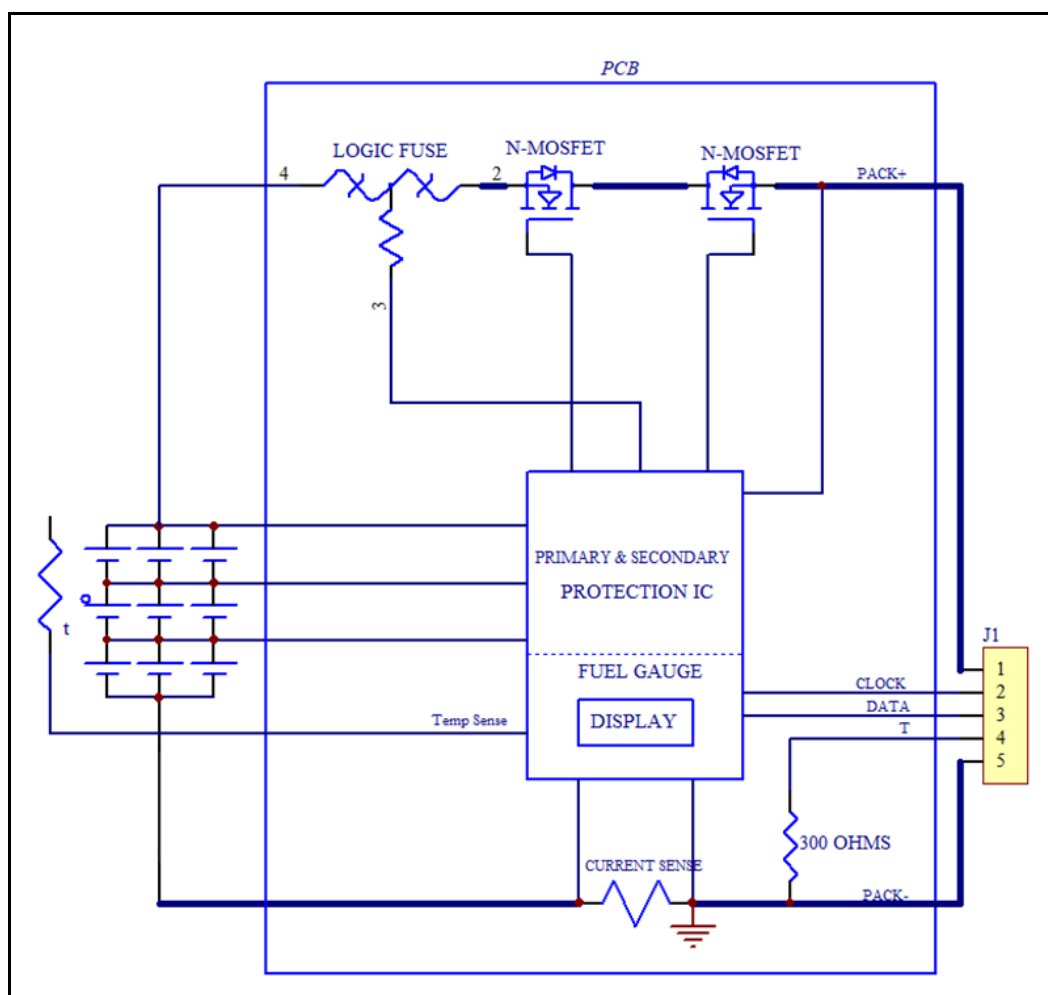 PCB
LOGIC FUSE
N-MOSFET
N-MOSFET
4
2
PACK+
3
PRIMARY & SECONDARY
PROTECTION IC
t
FUEL GAUGE
DISPLAY
Temp Sense
J1
1
CLOCK
2
DATA
3
T
4
5
300 OHMS
CURRENT SENSE
PACK-